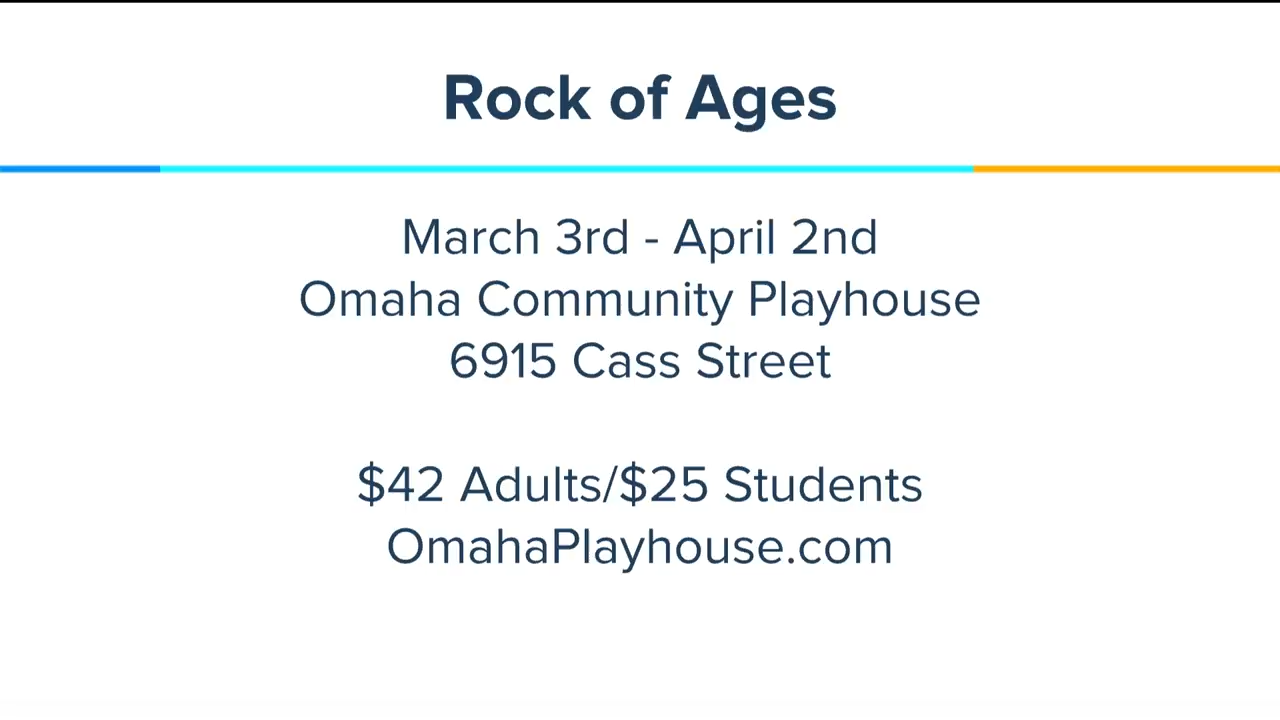 Rock of Ages
March 3rd - April 2nd
Omaha Community Playhouse
6915 Cass Street
$42 Adults/$25 Students
OmahaPlayhouse.com